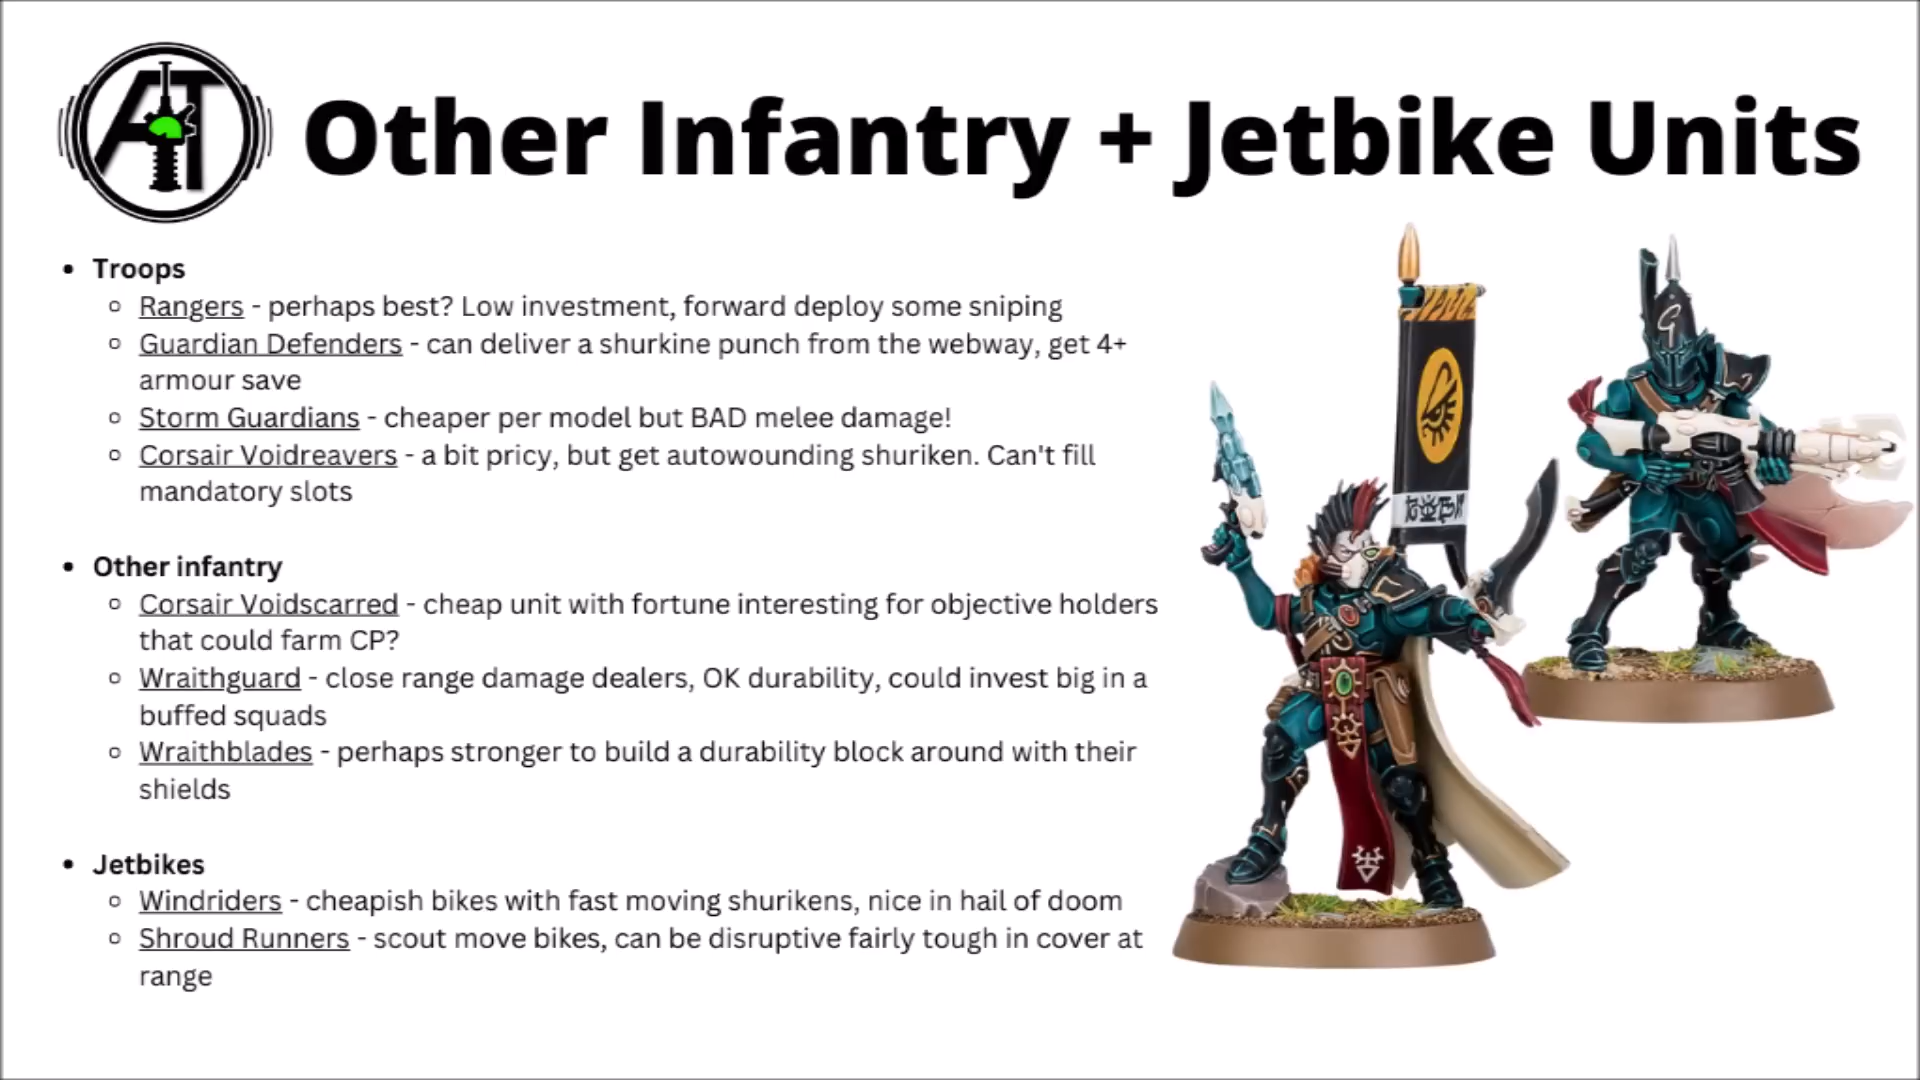 AT
Other Infantry + Jetbike Units
Troops
Rangers - perhaps best? Low investment, forward deploy some sniping
Guardian Defenders - can deliver a shurkine punch from the webway, get 4+
armour save
Storm Guardians - cheaper per model but BAD melee damage!
Corsair Voidreavers - a bit pricy, but get autowounding shuriken. Can't fill
mandatory slots
Other infantry
Corsair Voidscarred - cheap unit with fortune interesting for objective holders
that could farm CP?
Wraithguard - close range damage dealers, OK durability, could invest big in a
buffed squads
Wraithblades - perhaps stronger to build a durability block around with their
shields
Jetbikes
Windriders - cheapish bikes with fast moving shurikens, nice in hail of doom
Shroud Runners - scout move bikes, can be disruptive fairly tough in cover at
range